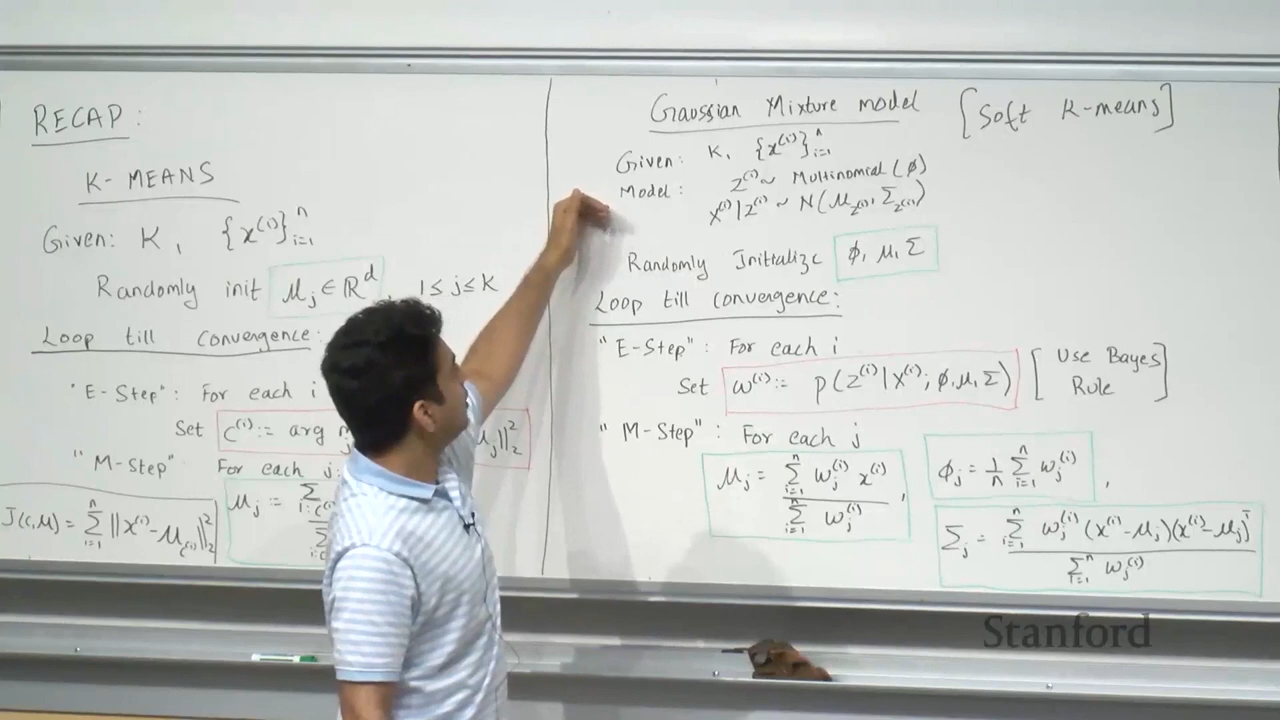 RECAP:
K-MEANS
Given: K, {x^(i)}_{i=1}^n
Randomly init μ_j ∈ ℝ^d, 1 ≤ j ≤ K
Loop till convergence:
"E-Step": For each i
Set c^(i) := arg μ_j||_2^2
"M-Step" For each j:
μ_j := Σ
J(c,μ) = Σ_{i=1}^n ||x^(i) - μ_{c^(i)}||_2^2
Gaussian Mixture model [Soft K-means]
Given: K, {x^(i)}_{i=1}^n
Model: z^(i) ~ Multinomial (ϕ)
x^(i)|z^(i) ~ N(μ_{z^(i)}, Σ_{z^(i)})
Randomly Initialize ϕ, μ, Σ
Loop till convergence:
"E-Step": For each i
Set w^(i) := p(z^(i)|x^(i); ϕ, μ, Σ) [Use Bayes
Rule]
"M-Step": For each j
μ_j = Σ_{i=1}^n w_j^(i) x^(i) / Σ_{i=1}^n w_j^(i), ϕ_j = 1/n Σ_{i=1}^n w_j^(i),
Σ_j = Σ_{i=1}^n w_j^(i) (x^(i) - μ_j)(x^(i) - μ_j)^T / Σ_{i=1}^n w_j^(i)
Stanford